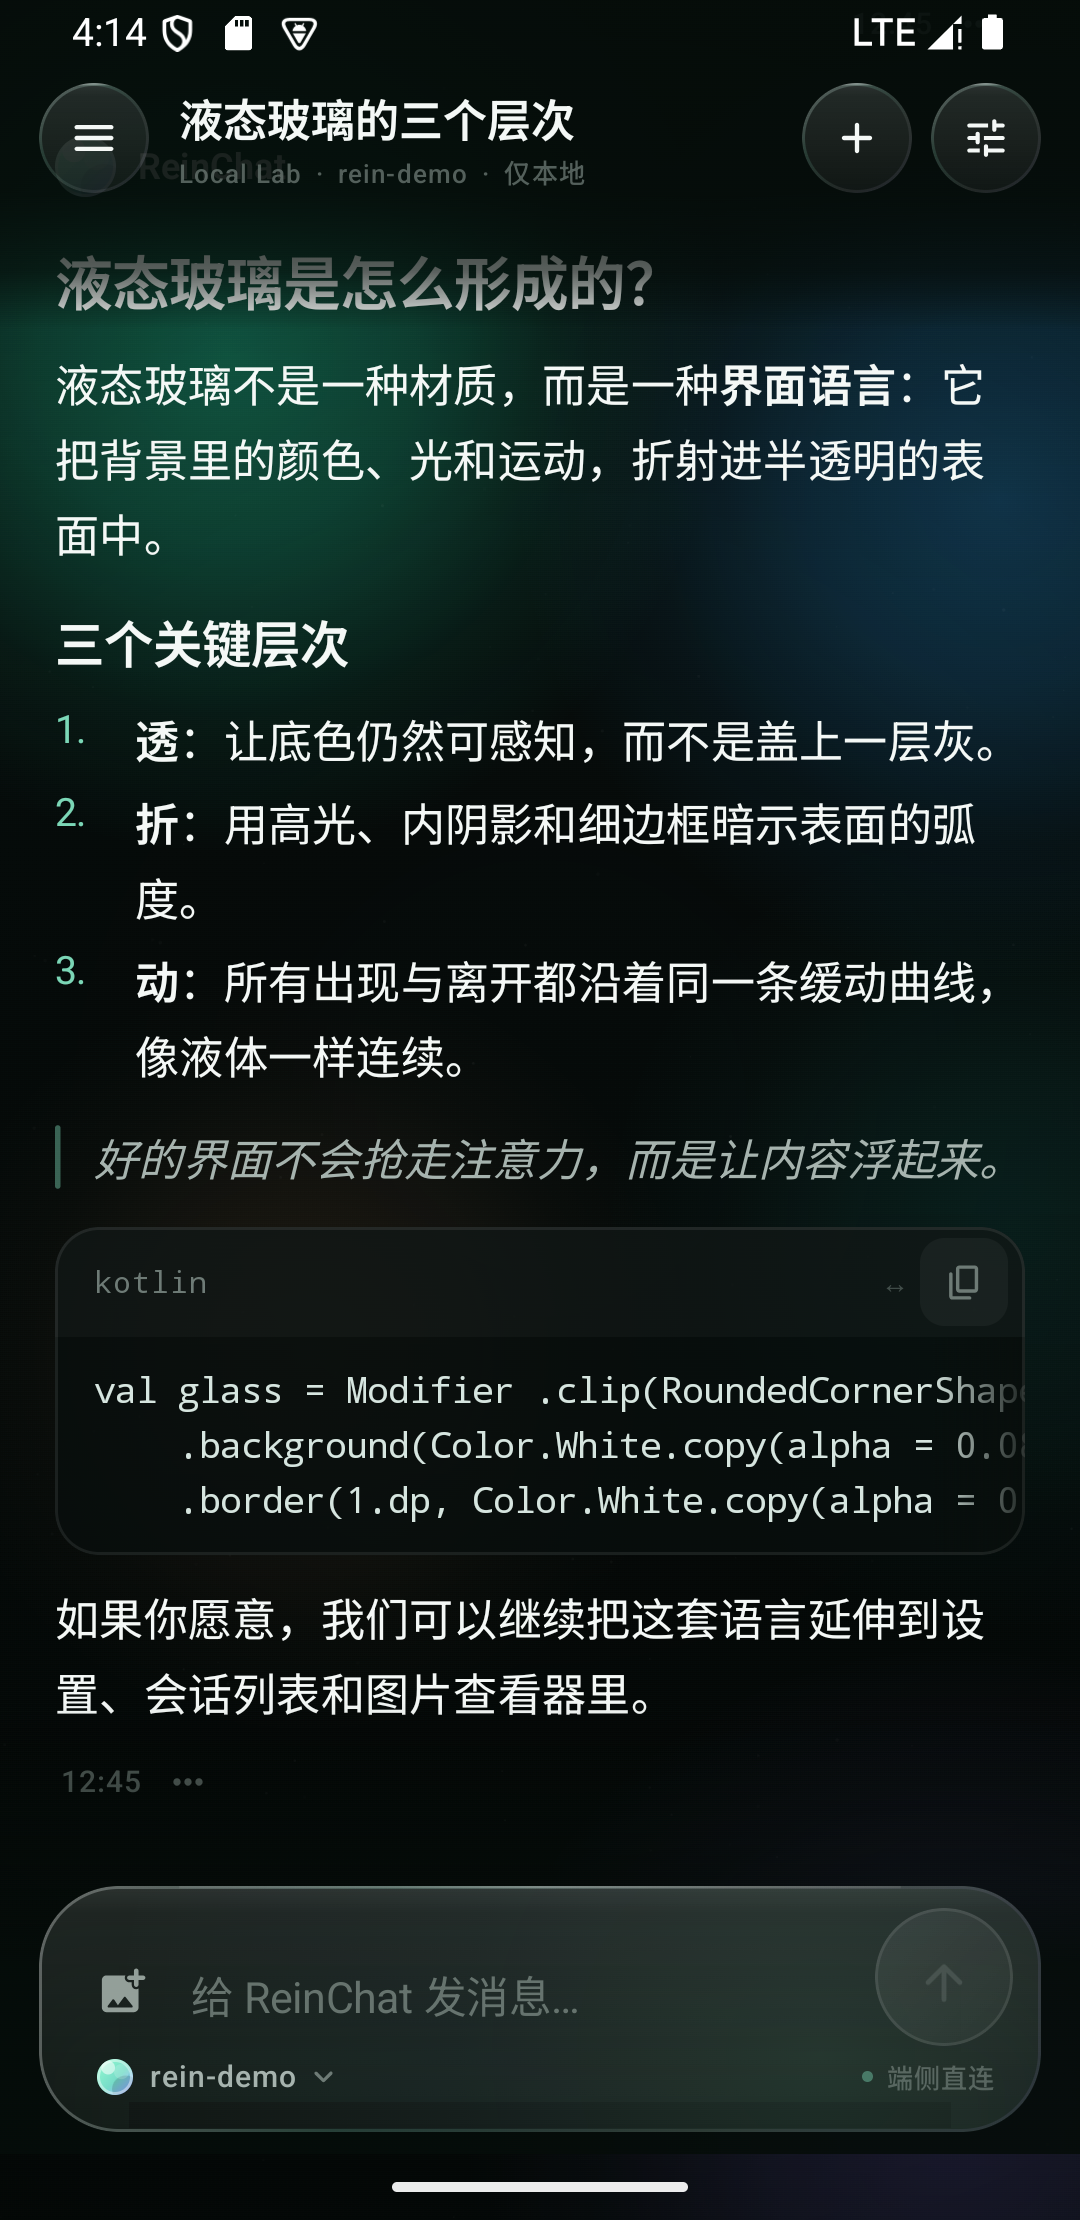 4:14
LTE
液态玻璃的三个层次
ReinChat
Local Lab · rein-demo · 仅本地
液态玻璃是怎么形成的?
液态玻璃不是一种材质，而是一种界面语言：它
把背景里的颜色、光和运动，折射进半透明的表
面中。
三个关键层次
1. 透：让底色仍然可感知，而不是盖上一层灰。
2. 折：用高光、内阴影和细边框暗示表面的弧
度。
3. 动：所有出现与离开都沿着同一条缓动曲线，
像液体一样连续。
好的界面不会抢走注意力，而是让内容浮起来。
kotlin
val glass = Modifier .clip(RoundedCornerShape
.background(Color.White.copy(alpha = 0.08
.border(1.dp, Color.White.copy(alpha = 0
如果你愿意，我们可以继续把这套语言延伸到设
置、会话列表和图片查看器里。
12:45
给 ReinChat 发消息…
rein-demo
端侧直连